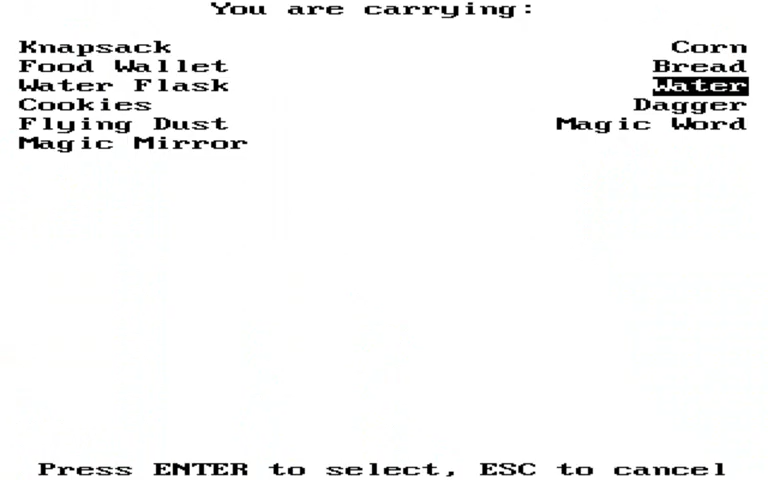 You are carrying:
Knapsack Corn
Food Wallet Bread
Water Flask Water
Cookies Dagger
Flying Dust Magic Word
Magic Mirror
Press ENTER to select, ESC to cancel